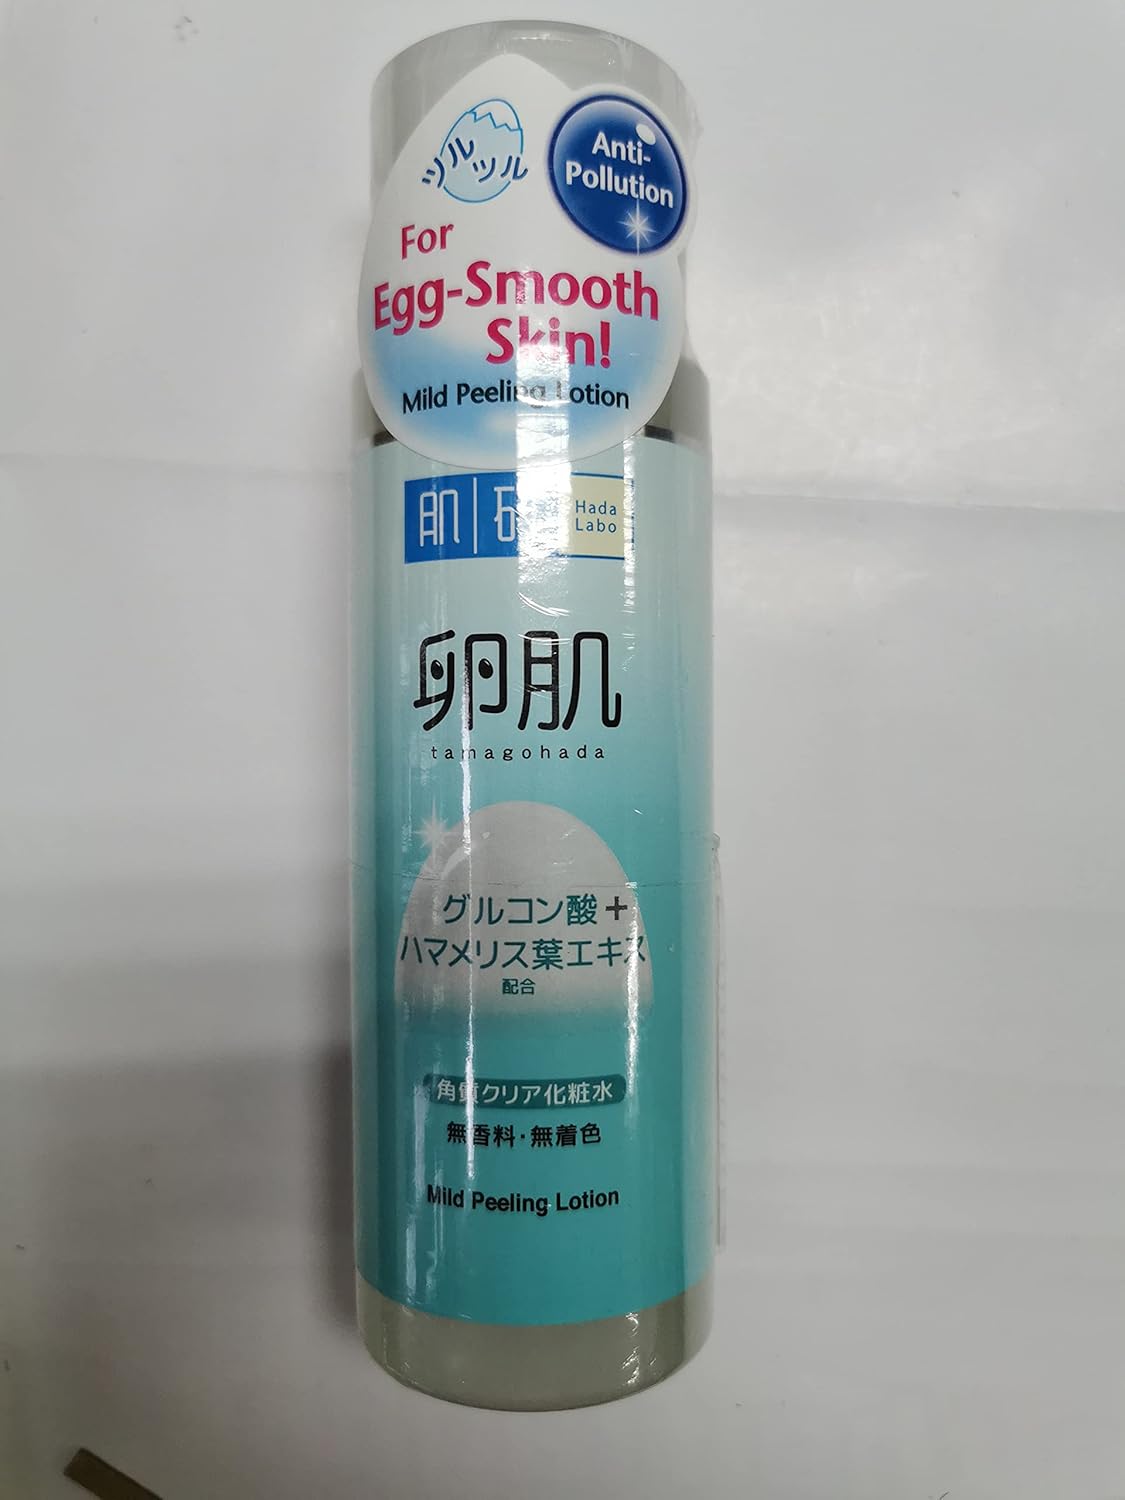 ツルツル
Anti-
Pollution
For
Egg-Smooth
Skin!
Mild Peeling Lotion
肌
Hada
Labo
卵肌
tamagohada
グルコン酸+
ハマメリス葉エキス
配合
角質クリア化粧水
無香料・無着色
Mild Peeling Lotion